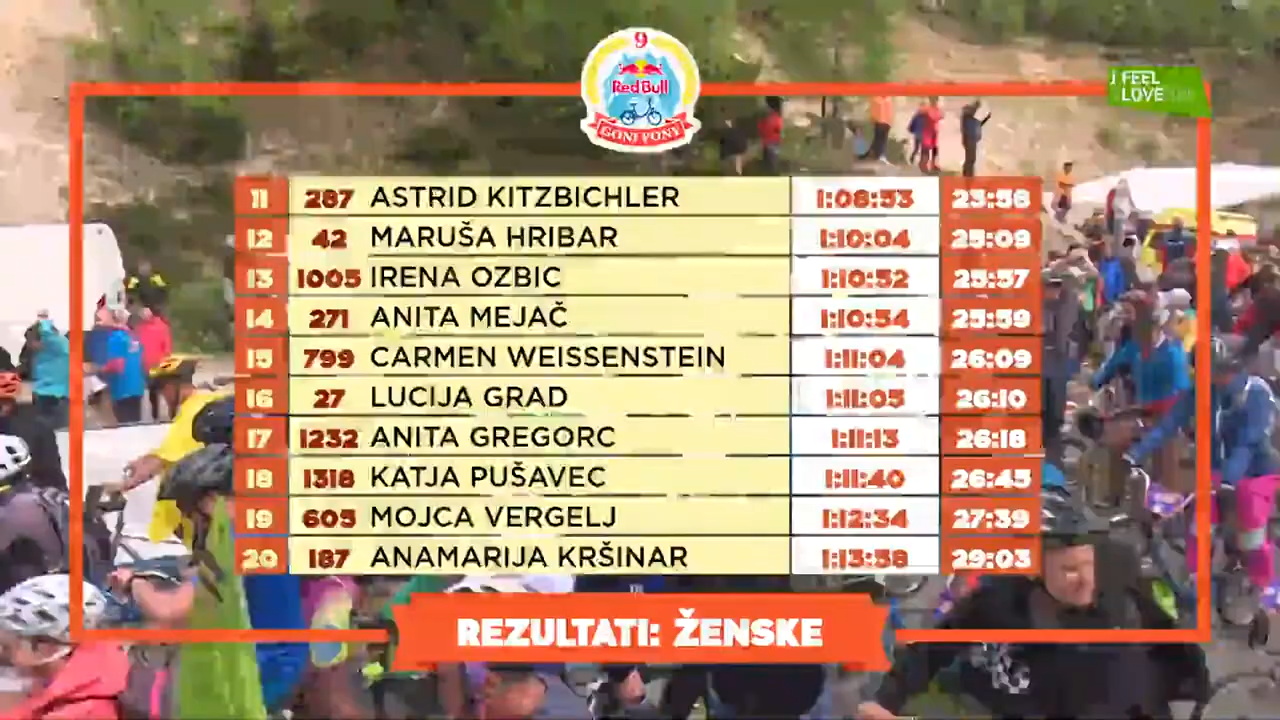 9
Red Bull
GONI PONY
I FEEL
LOVE
11 287 ASTRID KITZBICHLER 1:08:53 23:58
12 42 MARUŠA HRIBAR 1:10:04 25:09
13 1005 IRENA OZBIC 1:10:52 25:57
14 271 ANITA MEJAČ 1:10:54 25:59
15 799 CARMEN WEISSENSTEIN 1:11:04 26:09
16 27 LUCIJA GRAD 1:11:05 26:10
17 1232 ANITA GREGORC 1:11:13 26:18
18 1318 KATJA PUŠAVEC 1:11:40 26:45
19 605 MOJCA VERGELJ 1:12:34 27:39
20 187 ANAMARIJA KRŠINAR 1:13:58 29:03
REZULTATI: ŽENSKE